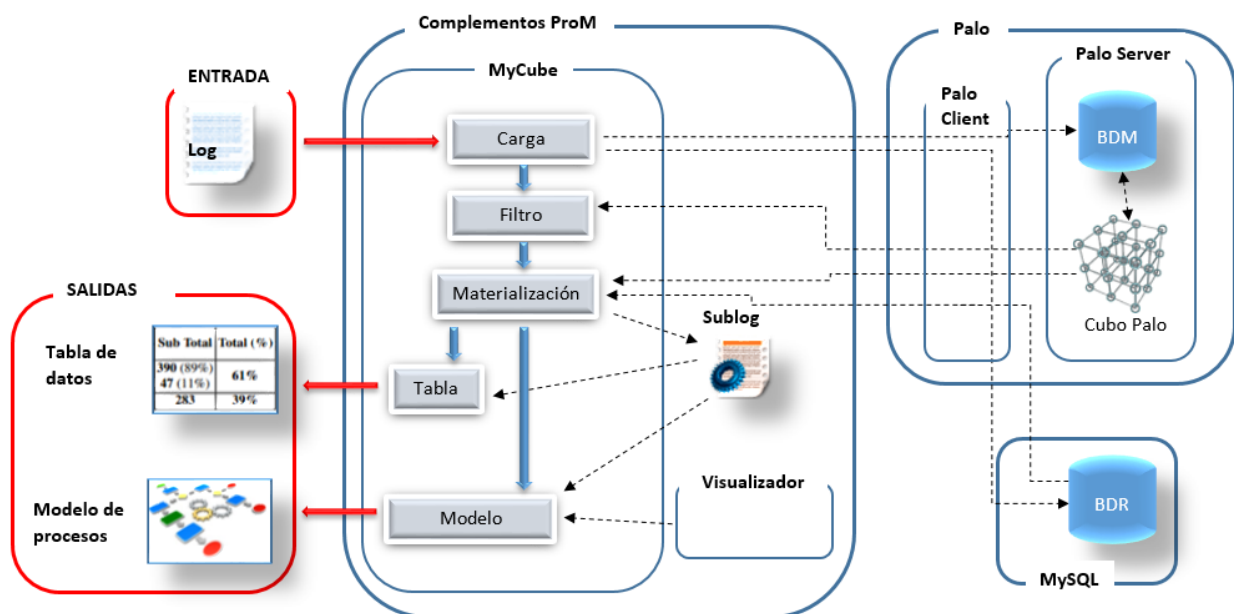 Complementos ProM
Palo
ENTRADA
MyCube
Palo Server
Log
Carga
Palo
Client
BDM
Filtro
SALIDAS
Materialización
Sublog
Cubo Palo
Tabla de
datos
Sub Total Total (%)
390 (89%)
47 (11%)
61%
283 39%
Tabla
Visualizador
Modelo de
procesos
Modelo
BDR
MySQL